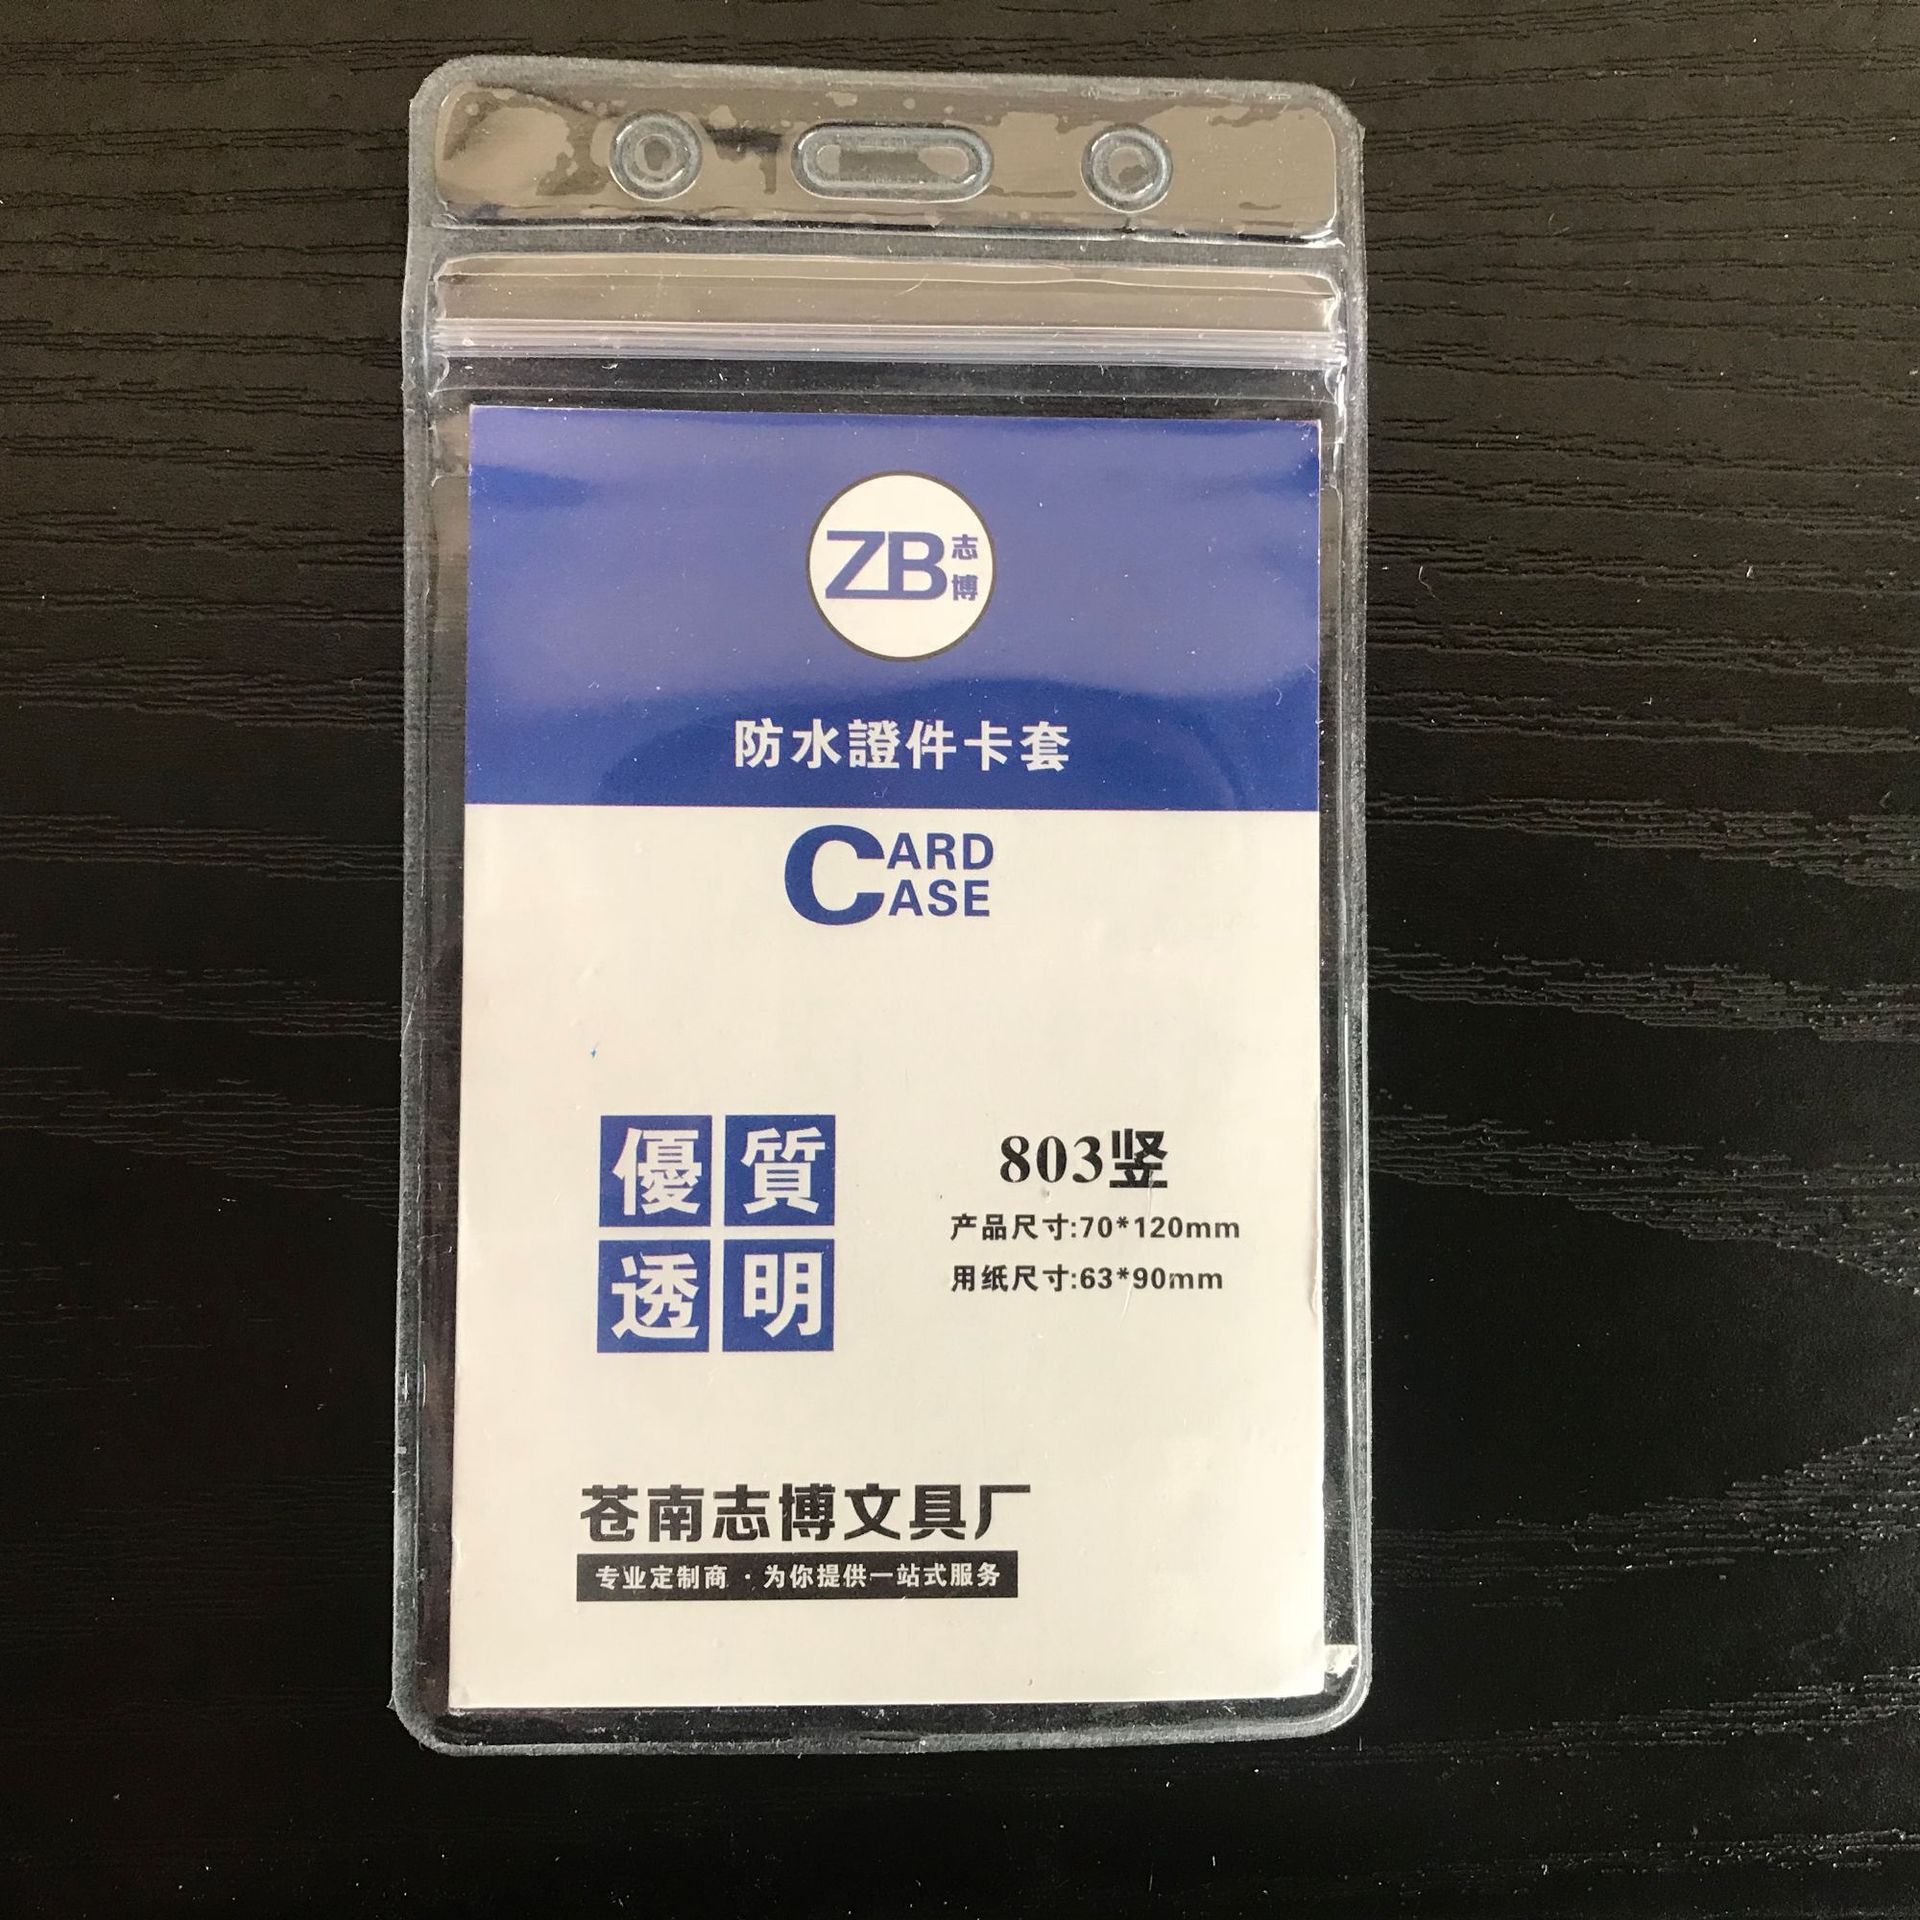 ZB志博
防水證件卡套
CARD
CASE
優質
透明
803竖
产品尺寸:70*120mm
用纸尺寸:63*90mm
苍南志博文具厂
专业定制商·为你提供一站式服务